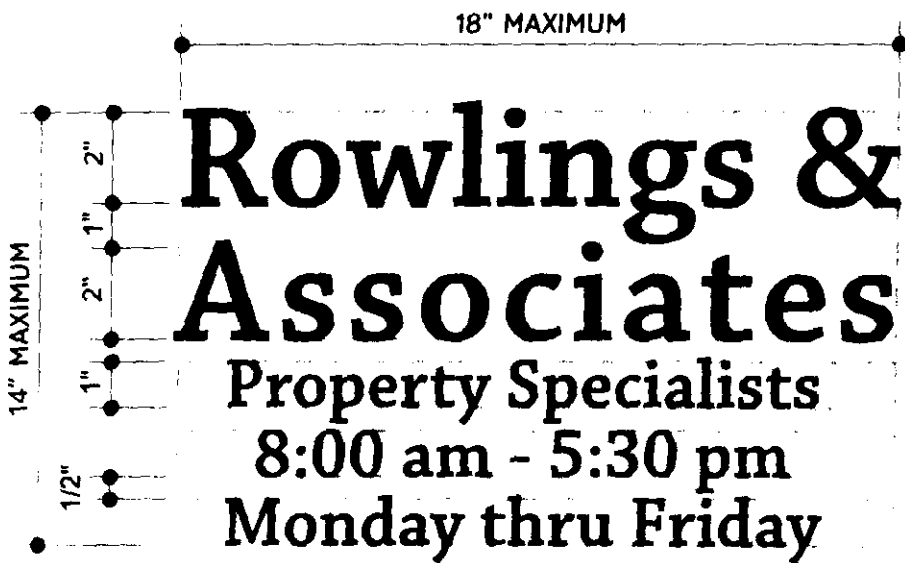 18" MAXIMUM
14" MAXIMUM
2"
1"
2"
1"
1/2"
Rowlings &
Associates
Property Specialists
8:00 am - 5:30 pm
Monday thru Friday